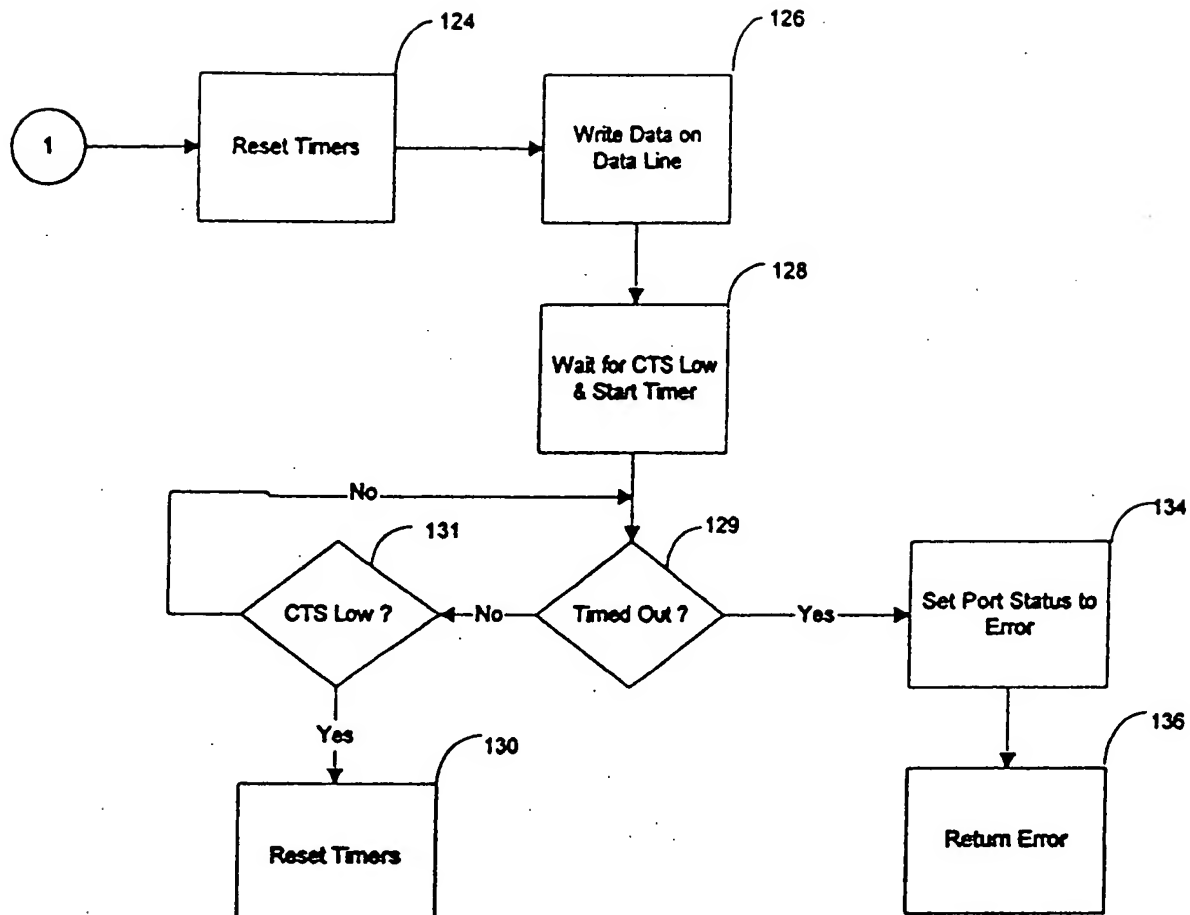 124
126
1
Reset Timers
Write Data on
Data Line
128
Wait for CTS Low
& Start Timer
No
131
129
134
CTS Low ?
No
Timed Out ?
Yes
Set Port Status to
Error
Yes
130
136
Reset Timers
Return Error